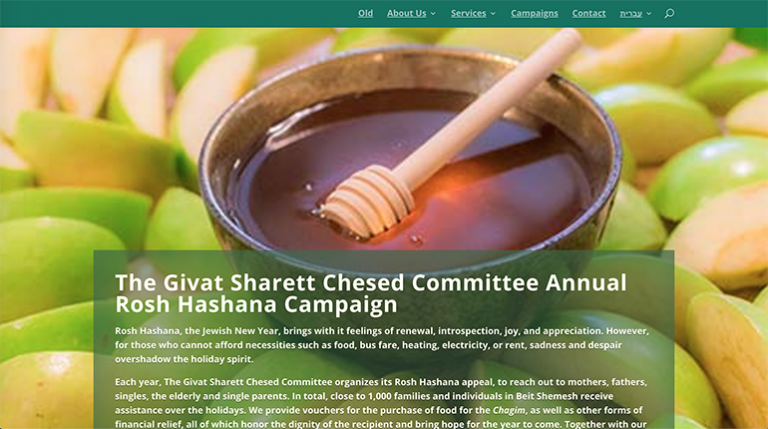 Old About Us Services Campaigns Contact עברית
The Givat Sharett Chesed Committee Annual
Rosh Hashana Campaign
Rosh Hashana, the Jewish New Year, brings with it feelings of renewal, introspection, joy, and appreciation. However,
for those who cannot afford necessities such as food, bus fare, heating, electricity, or rent, sadness and despair
overshadow the holiday spirit.
Each year, The Givat Sharett Chesed Committee organizes its Rosh Hashana appeal, to reach out to mothers, fathers,
singles, the elderly and single parents. In total, close to 1,000 families and individuals in Beit Shemesh receive
assistance over the holidays. We provide vouchers for the purchase of food for the Chagim, as well as other forms of
financial relief, all of which honor the dignity of the recipient and bring hope for the year to come. Together with our